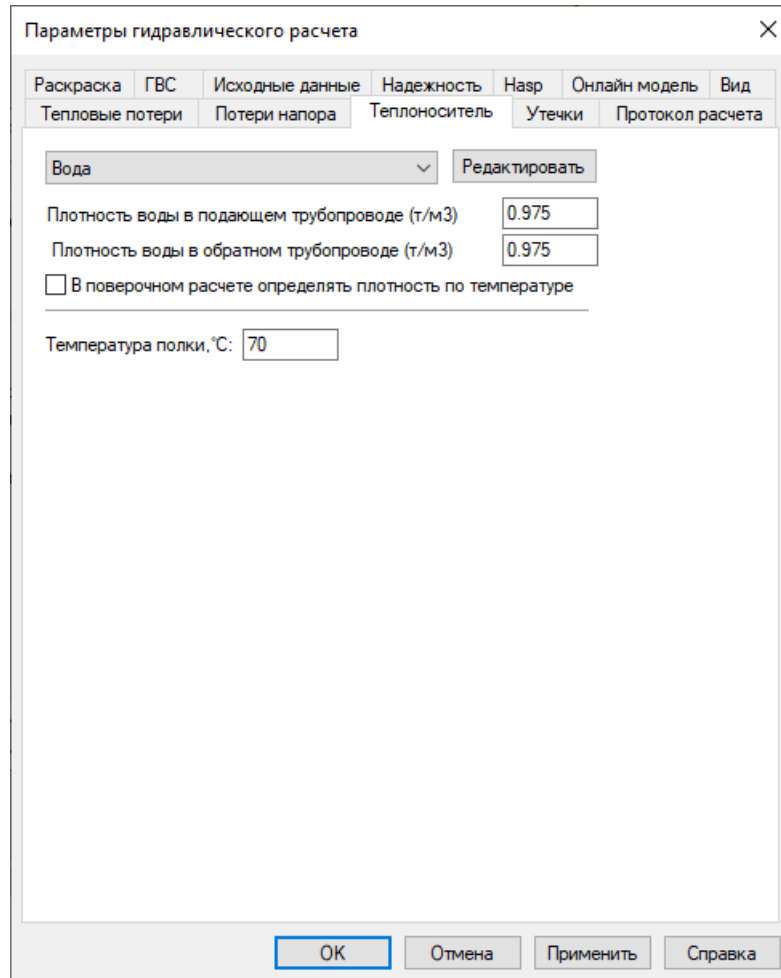 Параметры гидравлического расчета
Раскраска ГВС Исходные данные Надежность Hasp Онлайн модель Вид
Тепловые потери Потери напора Теплоноситель Утечки Протокол расчета
Вода Редактировать
Плотность воды в подающем трубопроводе (т/м3) 0.975
Плотность воды в обратном трубопроводе (т/м3) 0.975
В поверочном расчете определять плотность по температуре
Температура полки,°С: 70
OK Отмена Применить Справка